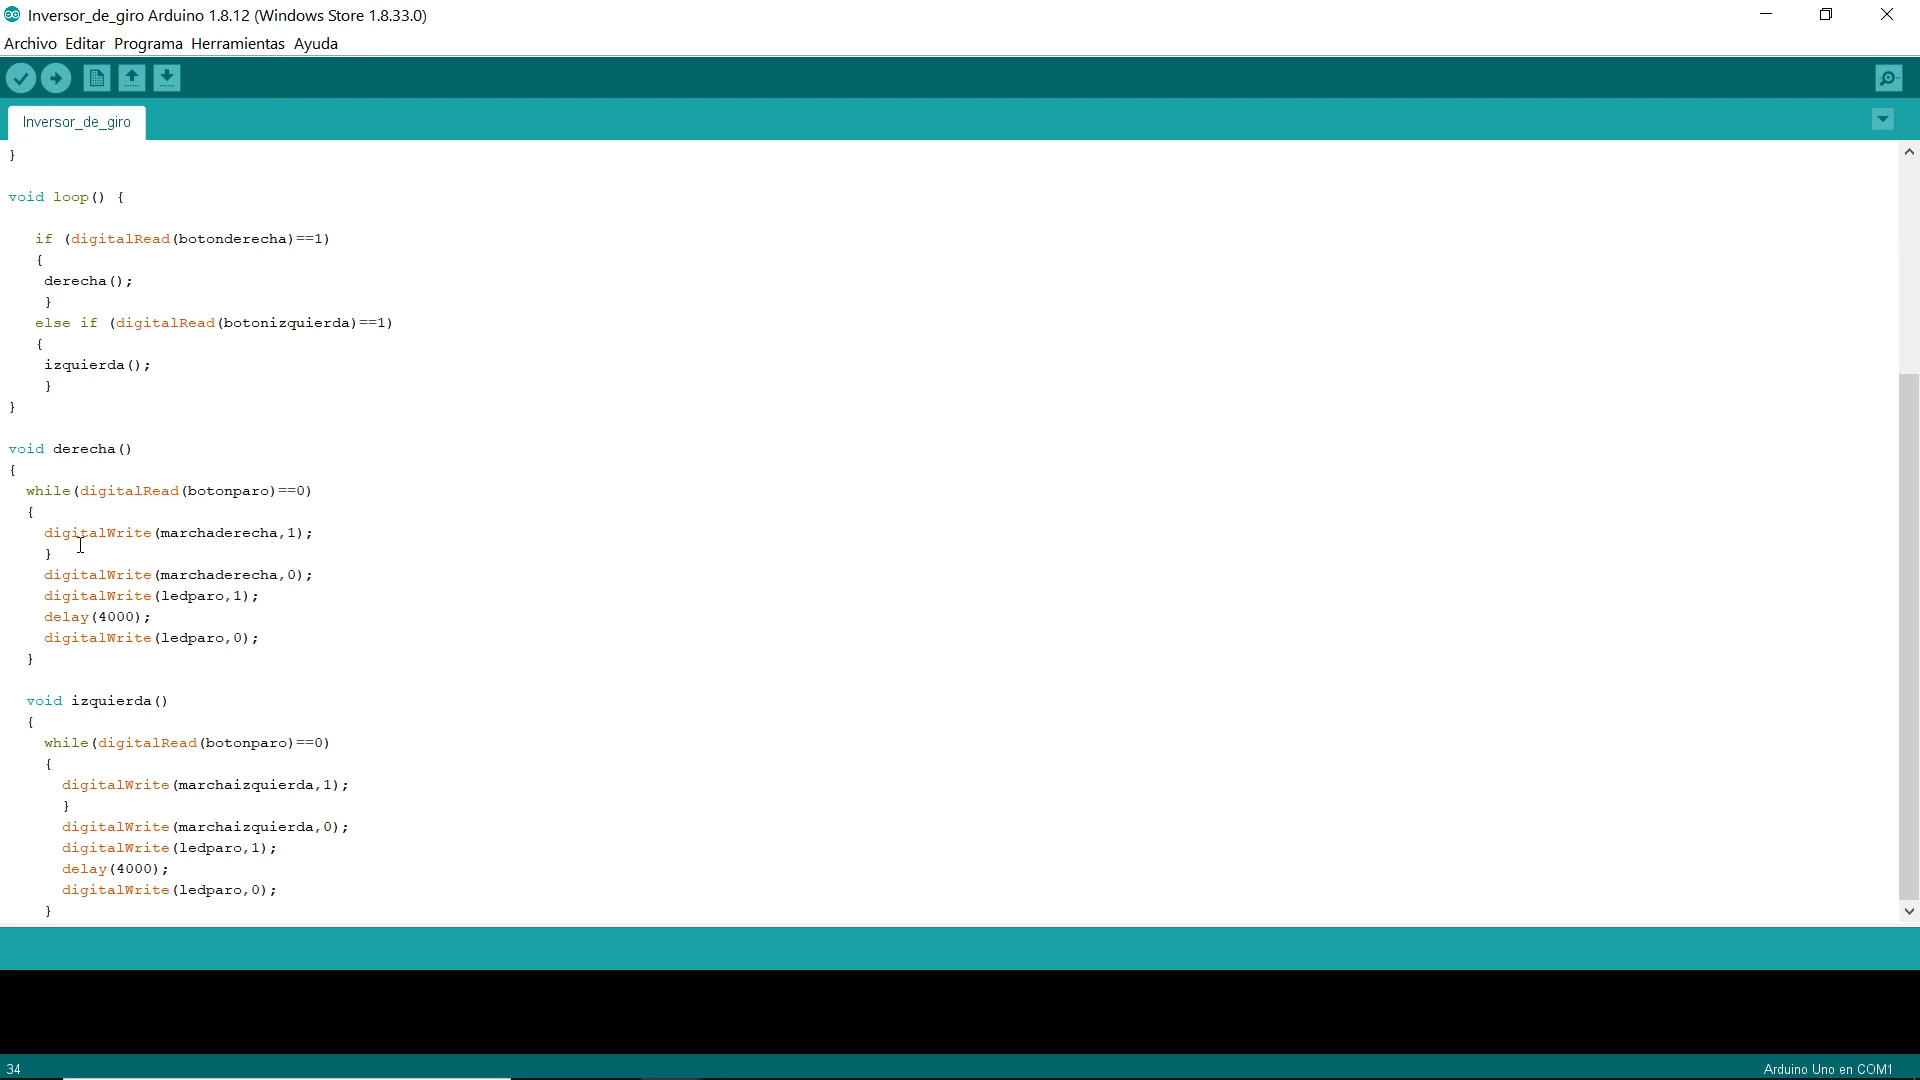 Inversor_de_giro Arduino 1.8.12 (Windows Store 1.8.33.0)
Archivo Editar Programa Herramientas Ayuda
Inversor_de_giro
}
void loop() {
if (digitalRead(botonderecha)==1)
{
derecha();
}
else if (digitalRead(botonizquierda)==1)
{
izquierda();
}
}
void derecha()
{
while(digitalRead(botonparo)==0)
{
digitalWrite(marchaderecha,1);
}
digitalWrite(marchaderecha,0);
digitalWrite(ledparo,1);
delay(4000);
digitalWrite(ledparo,0);
}
void izquierda()
{
while(digitalRead(botonparo)==0)
{
digitalWrite(marchaizquierda,1);
}
digitalWrite(marchaizquierda,0);
digitalWrite(ledparo,1);
delay(4000);
digitalWrite(ledparo,0);
}
34
Arduino Uno en COM1